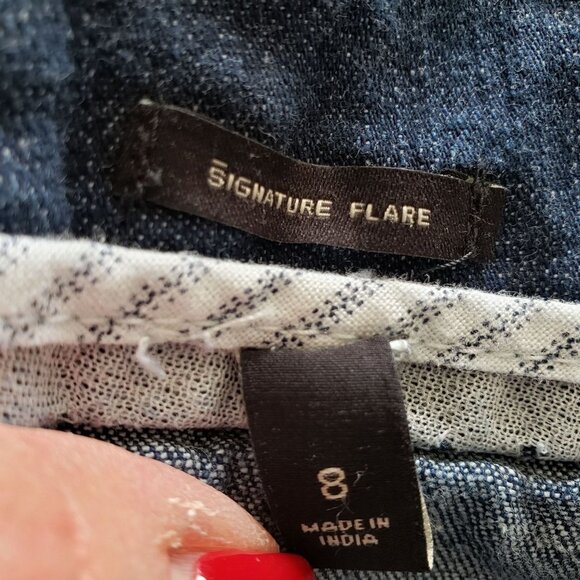 SIGNATURE FLARE
8
MADE IN
INDIA